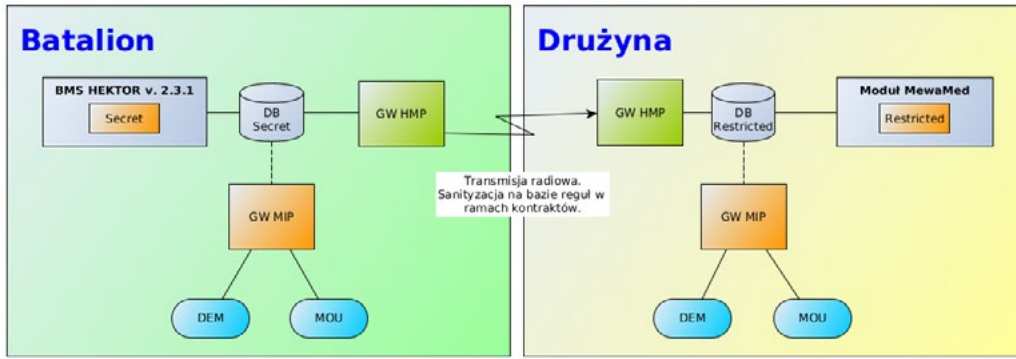 Batalion
BMS HEKTOR v. 2.3.1
Secret
DB
Secret
GW HMP
GW MIP
DEM
MOU
Transmisja radiowa.
Sanityzacja na bazie reguł w
ramach kontraktów.
Drużyna
GW HMP
DB
Restricted
Moduł MewaMed
Restricted
GW MIP
DEM
MOU